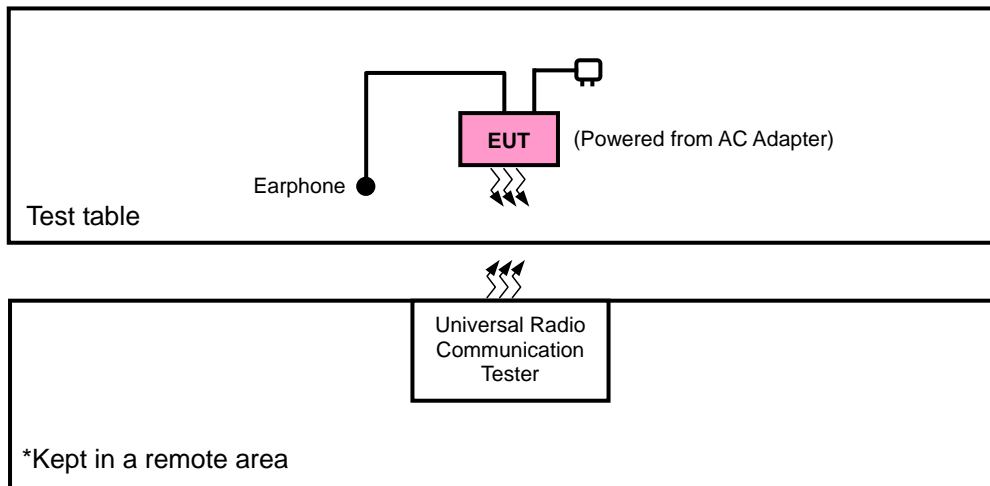 EUT
(Powered from AC Adapter)
Earphone
Test table
Universal Radio
Communication
Tester
*Kept in a remote area